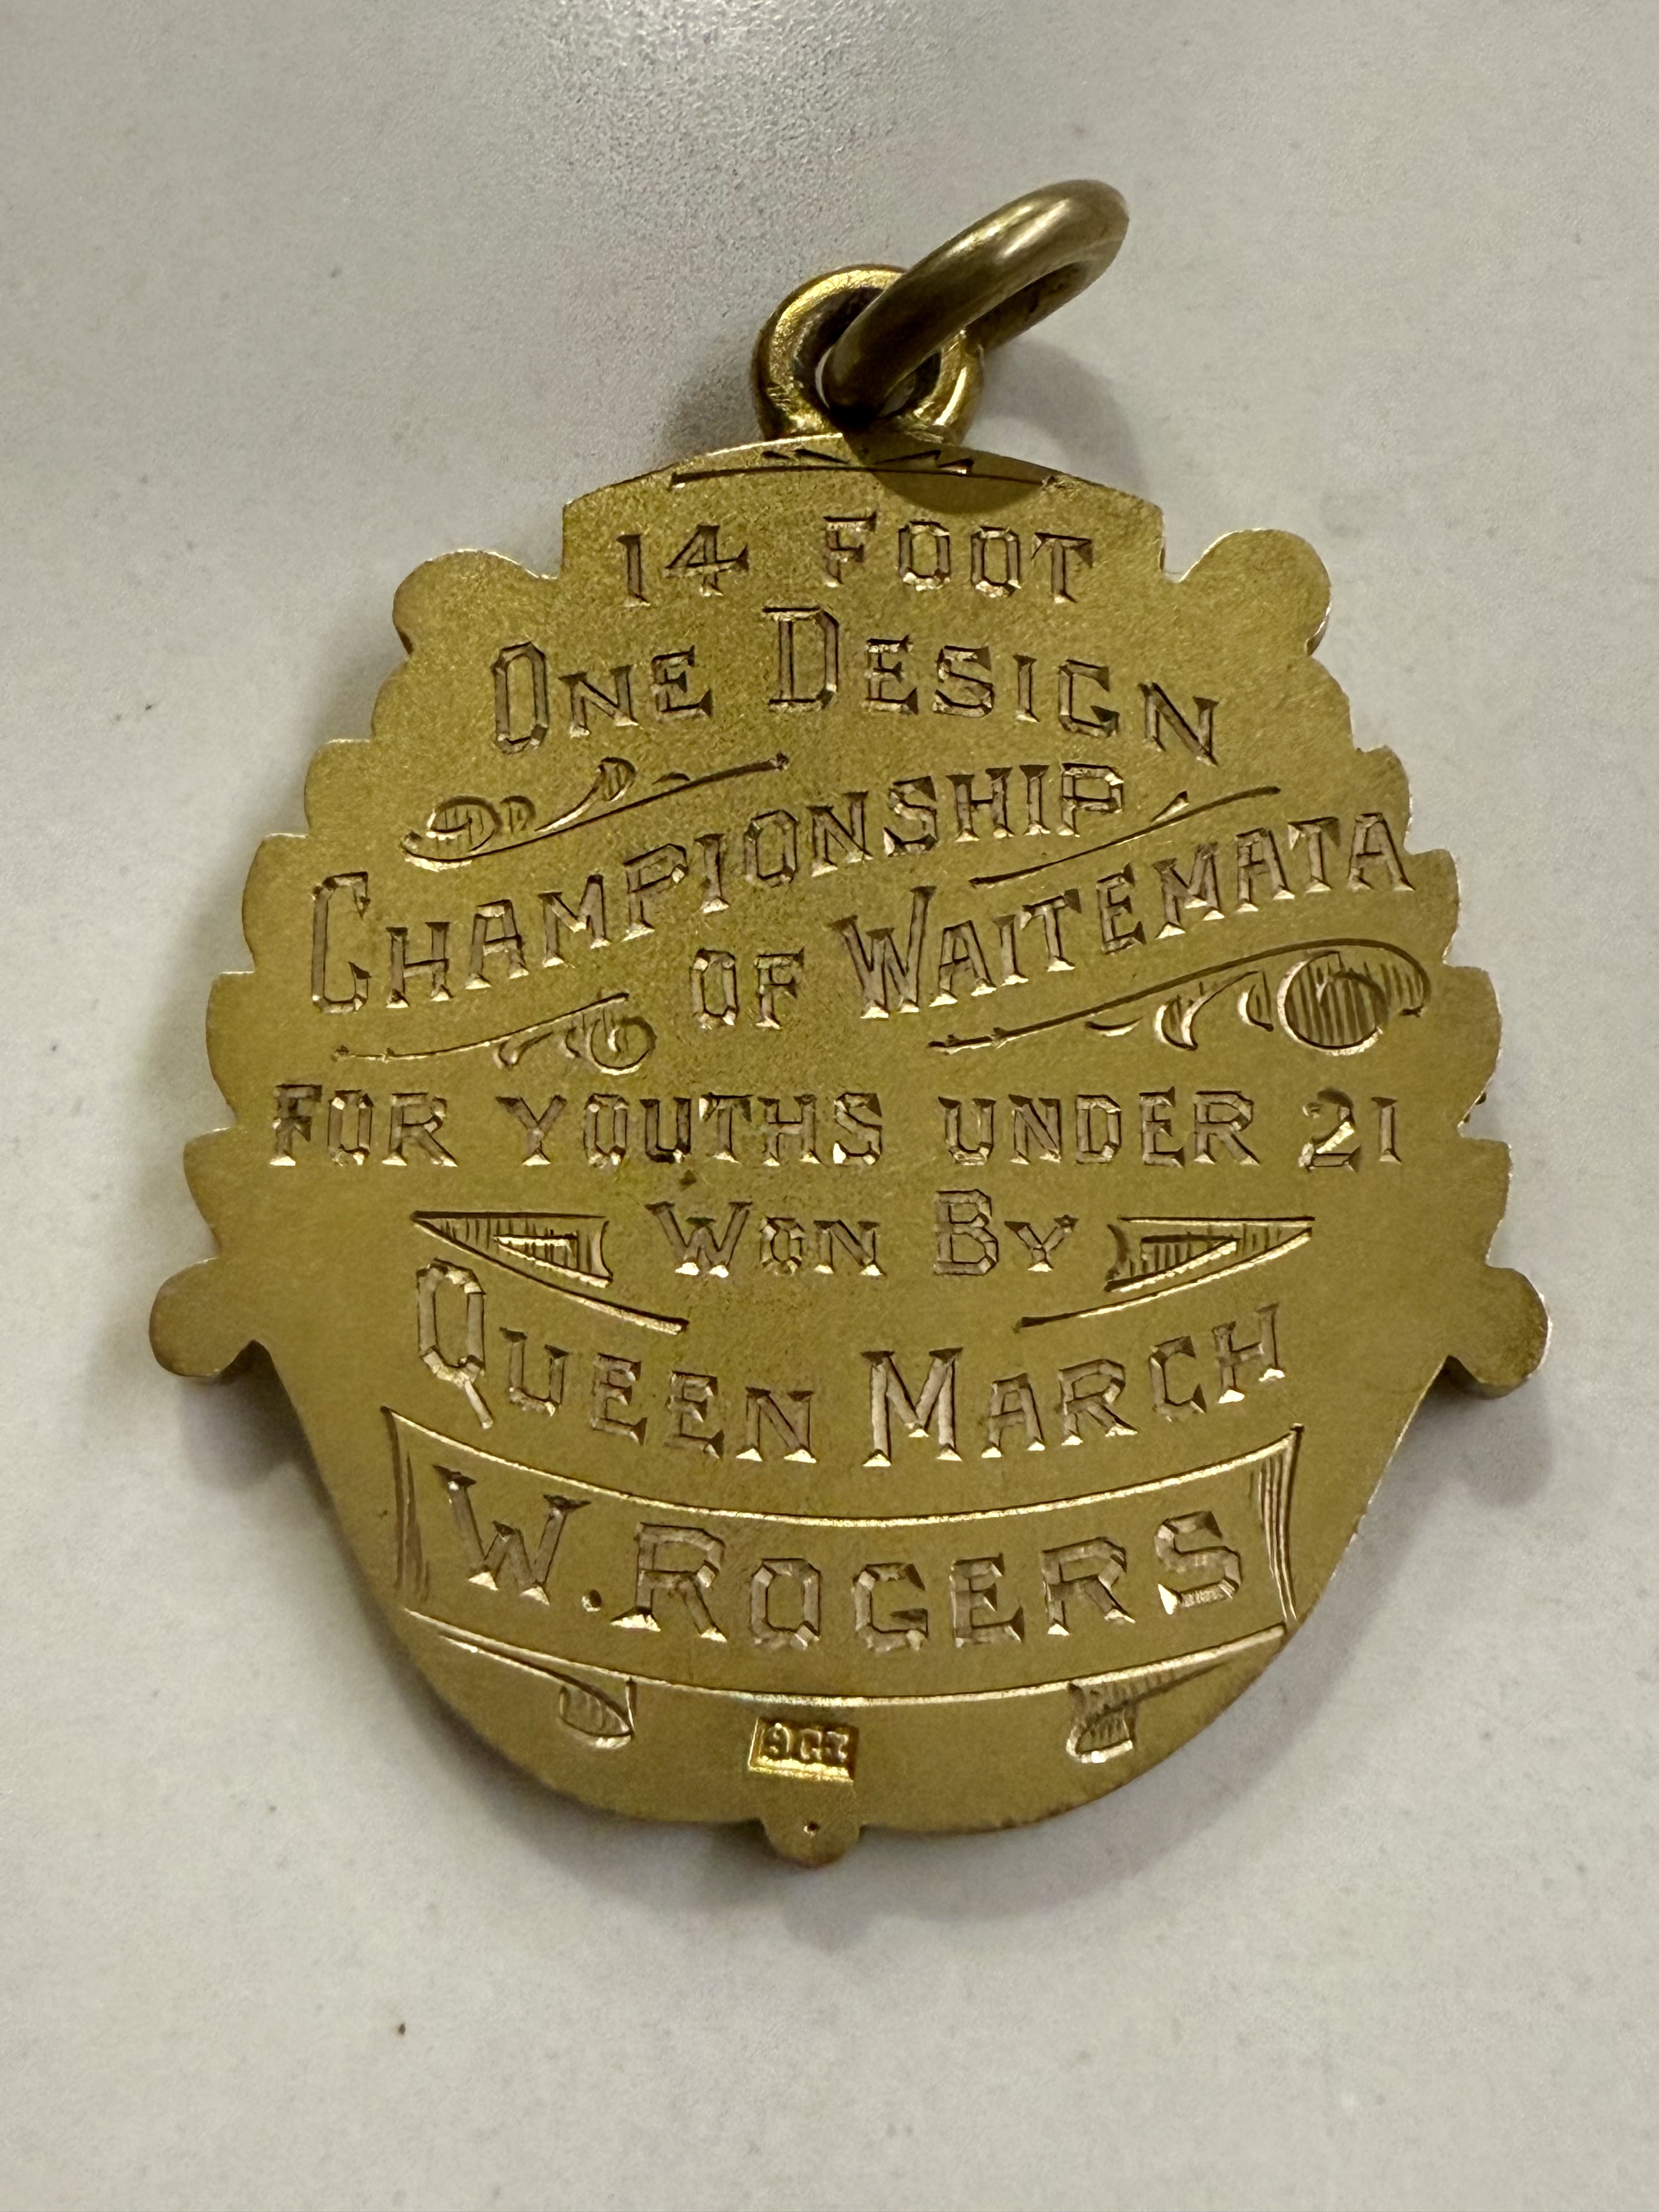 14 FOOT
ONE DESIGN
CHAMPIONSHIP
OF WAITEMATA
FOR YOUTHS UNDER 21
WON BY
QUEEN MARCH
W. ROGERS
9CT